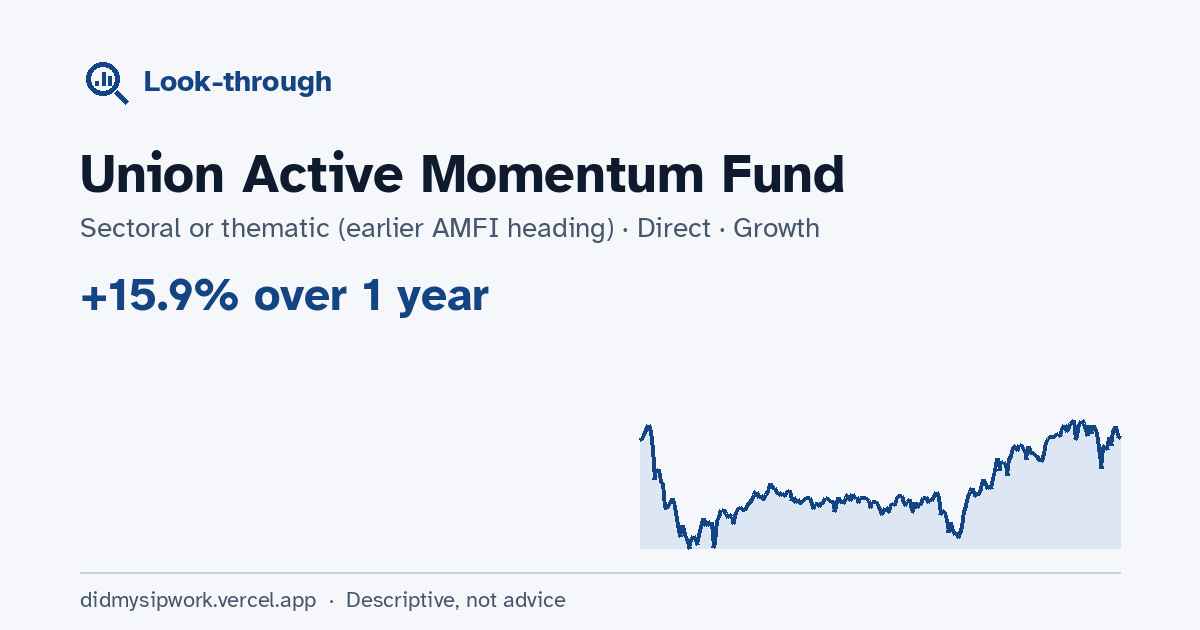 Look-through
Union Active Momentum Fund
Sectoral or thematic (earlier AMFI heading) · Direct · Growth
+15.9% over 1 year
didmysipwork.vercel.app · Descriptive, not advice